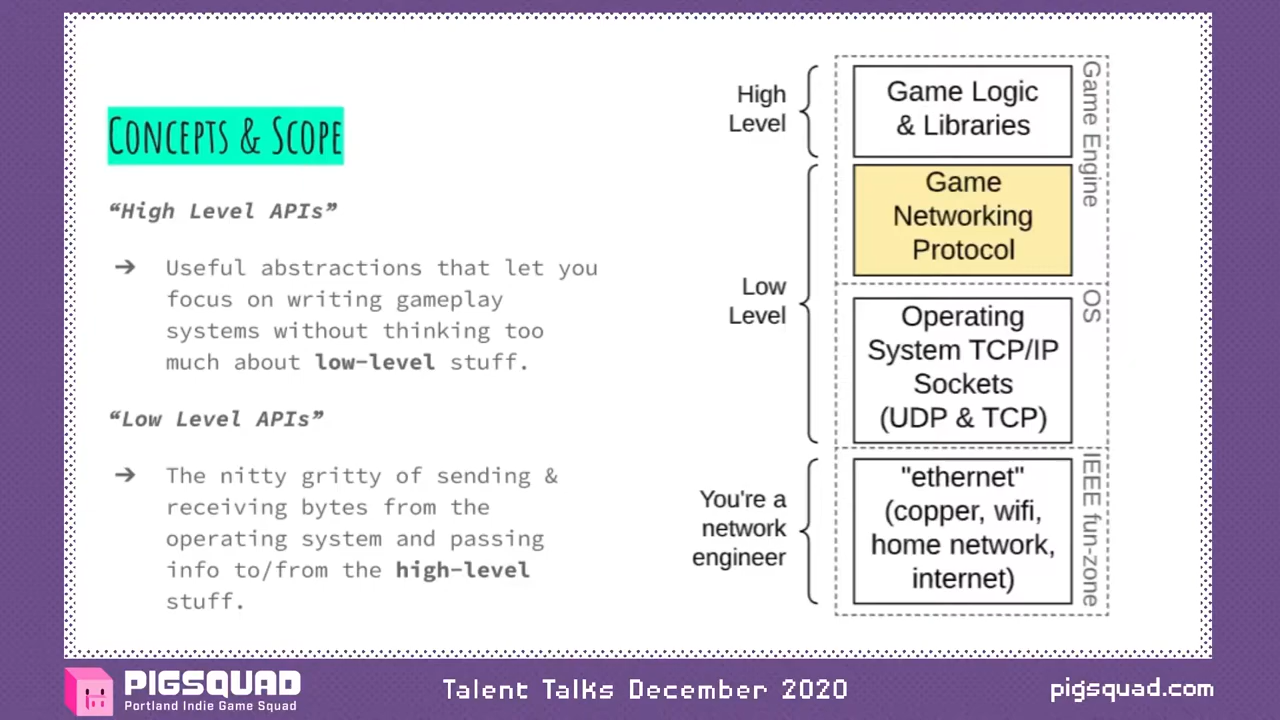 CONCEPTS & SCOPE
“High Level APIs”
➔ Useful abstractions that let you
focus on writing gameplay
systems without thinking too
much about low-level stuff.
“Low Level APIs”
➔ The nitty gritty of sending &
receiving bytes from the
operating system and passing
info to/from the high-level
stuff.
High
Level
Game Logic
& Libraries
Game Engine
Low
Level
Game
Networking
Protocol
Operating
System TCP/IP
Sockets
(UDP & TCP)
OS
You're a
network
engineer
"ethernet"
(copper, wifi,
home network,
internet)
IEEE fun-zone
PIGSQUAD
Portland Indie Game Squad
Talent Talks December 2020
pigsquad.com